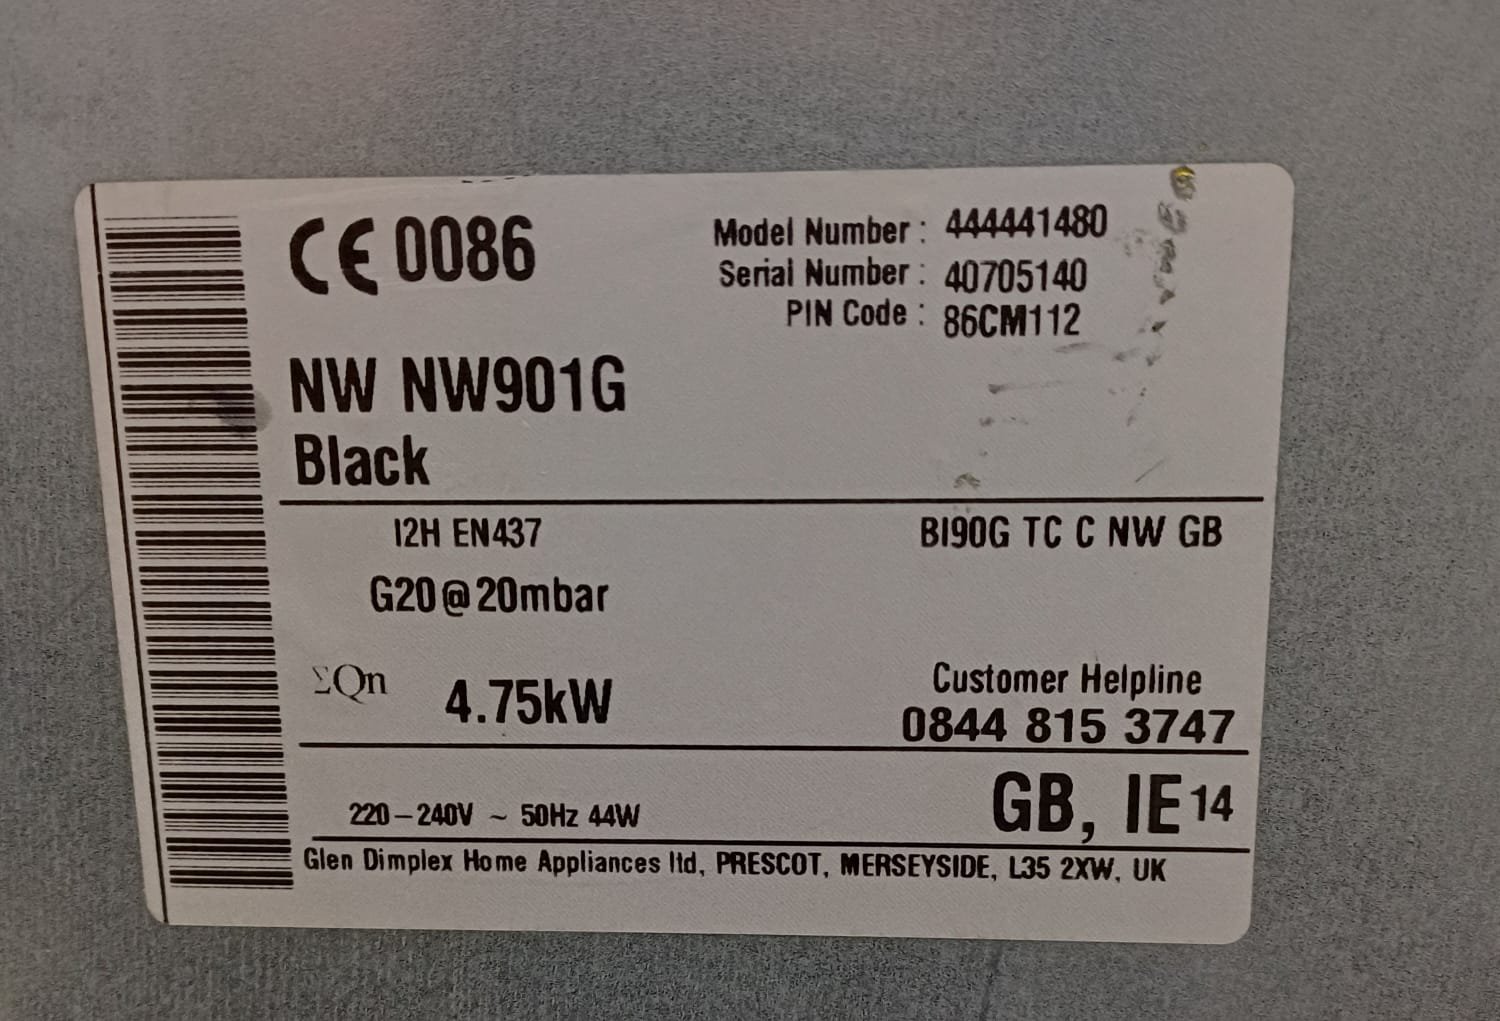 CE 0086
Model Number : 444441480
Serial Number : 40705140
PIN Code : 86CM112
NW NW901G
Black
I2H EN437
BI90G TC C NW GB
G20@20mbar
ΣQn 4.75kW
Customer Helpline
0844 815 3747
220-240V ~ 50Hz 44W
GB, IE 14
Glen Dimplex Home Appliances ltd, PRESCOT, MERSEYSIDE, L35 2XW, UK